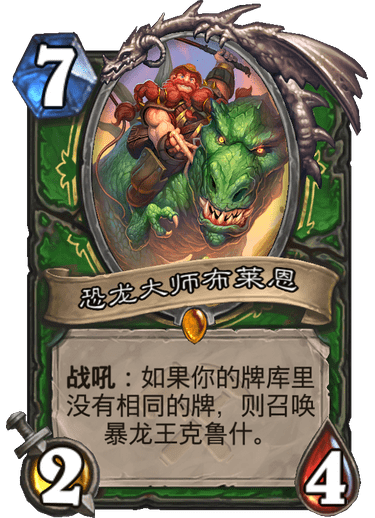 7
恐龙大师布莱恩
战吼：如果你的牌库里
没有相同的牌，则召唤
暴龙王克鲁什。
2
4